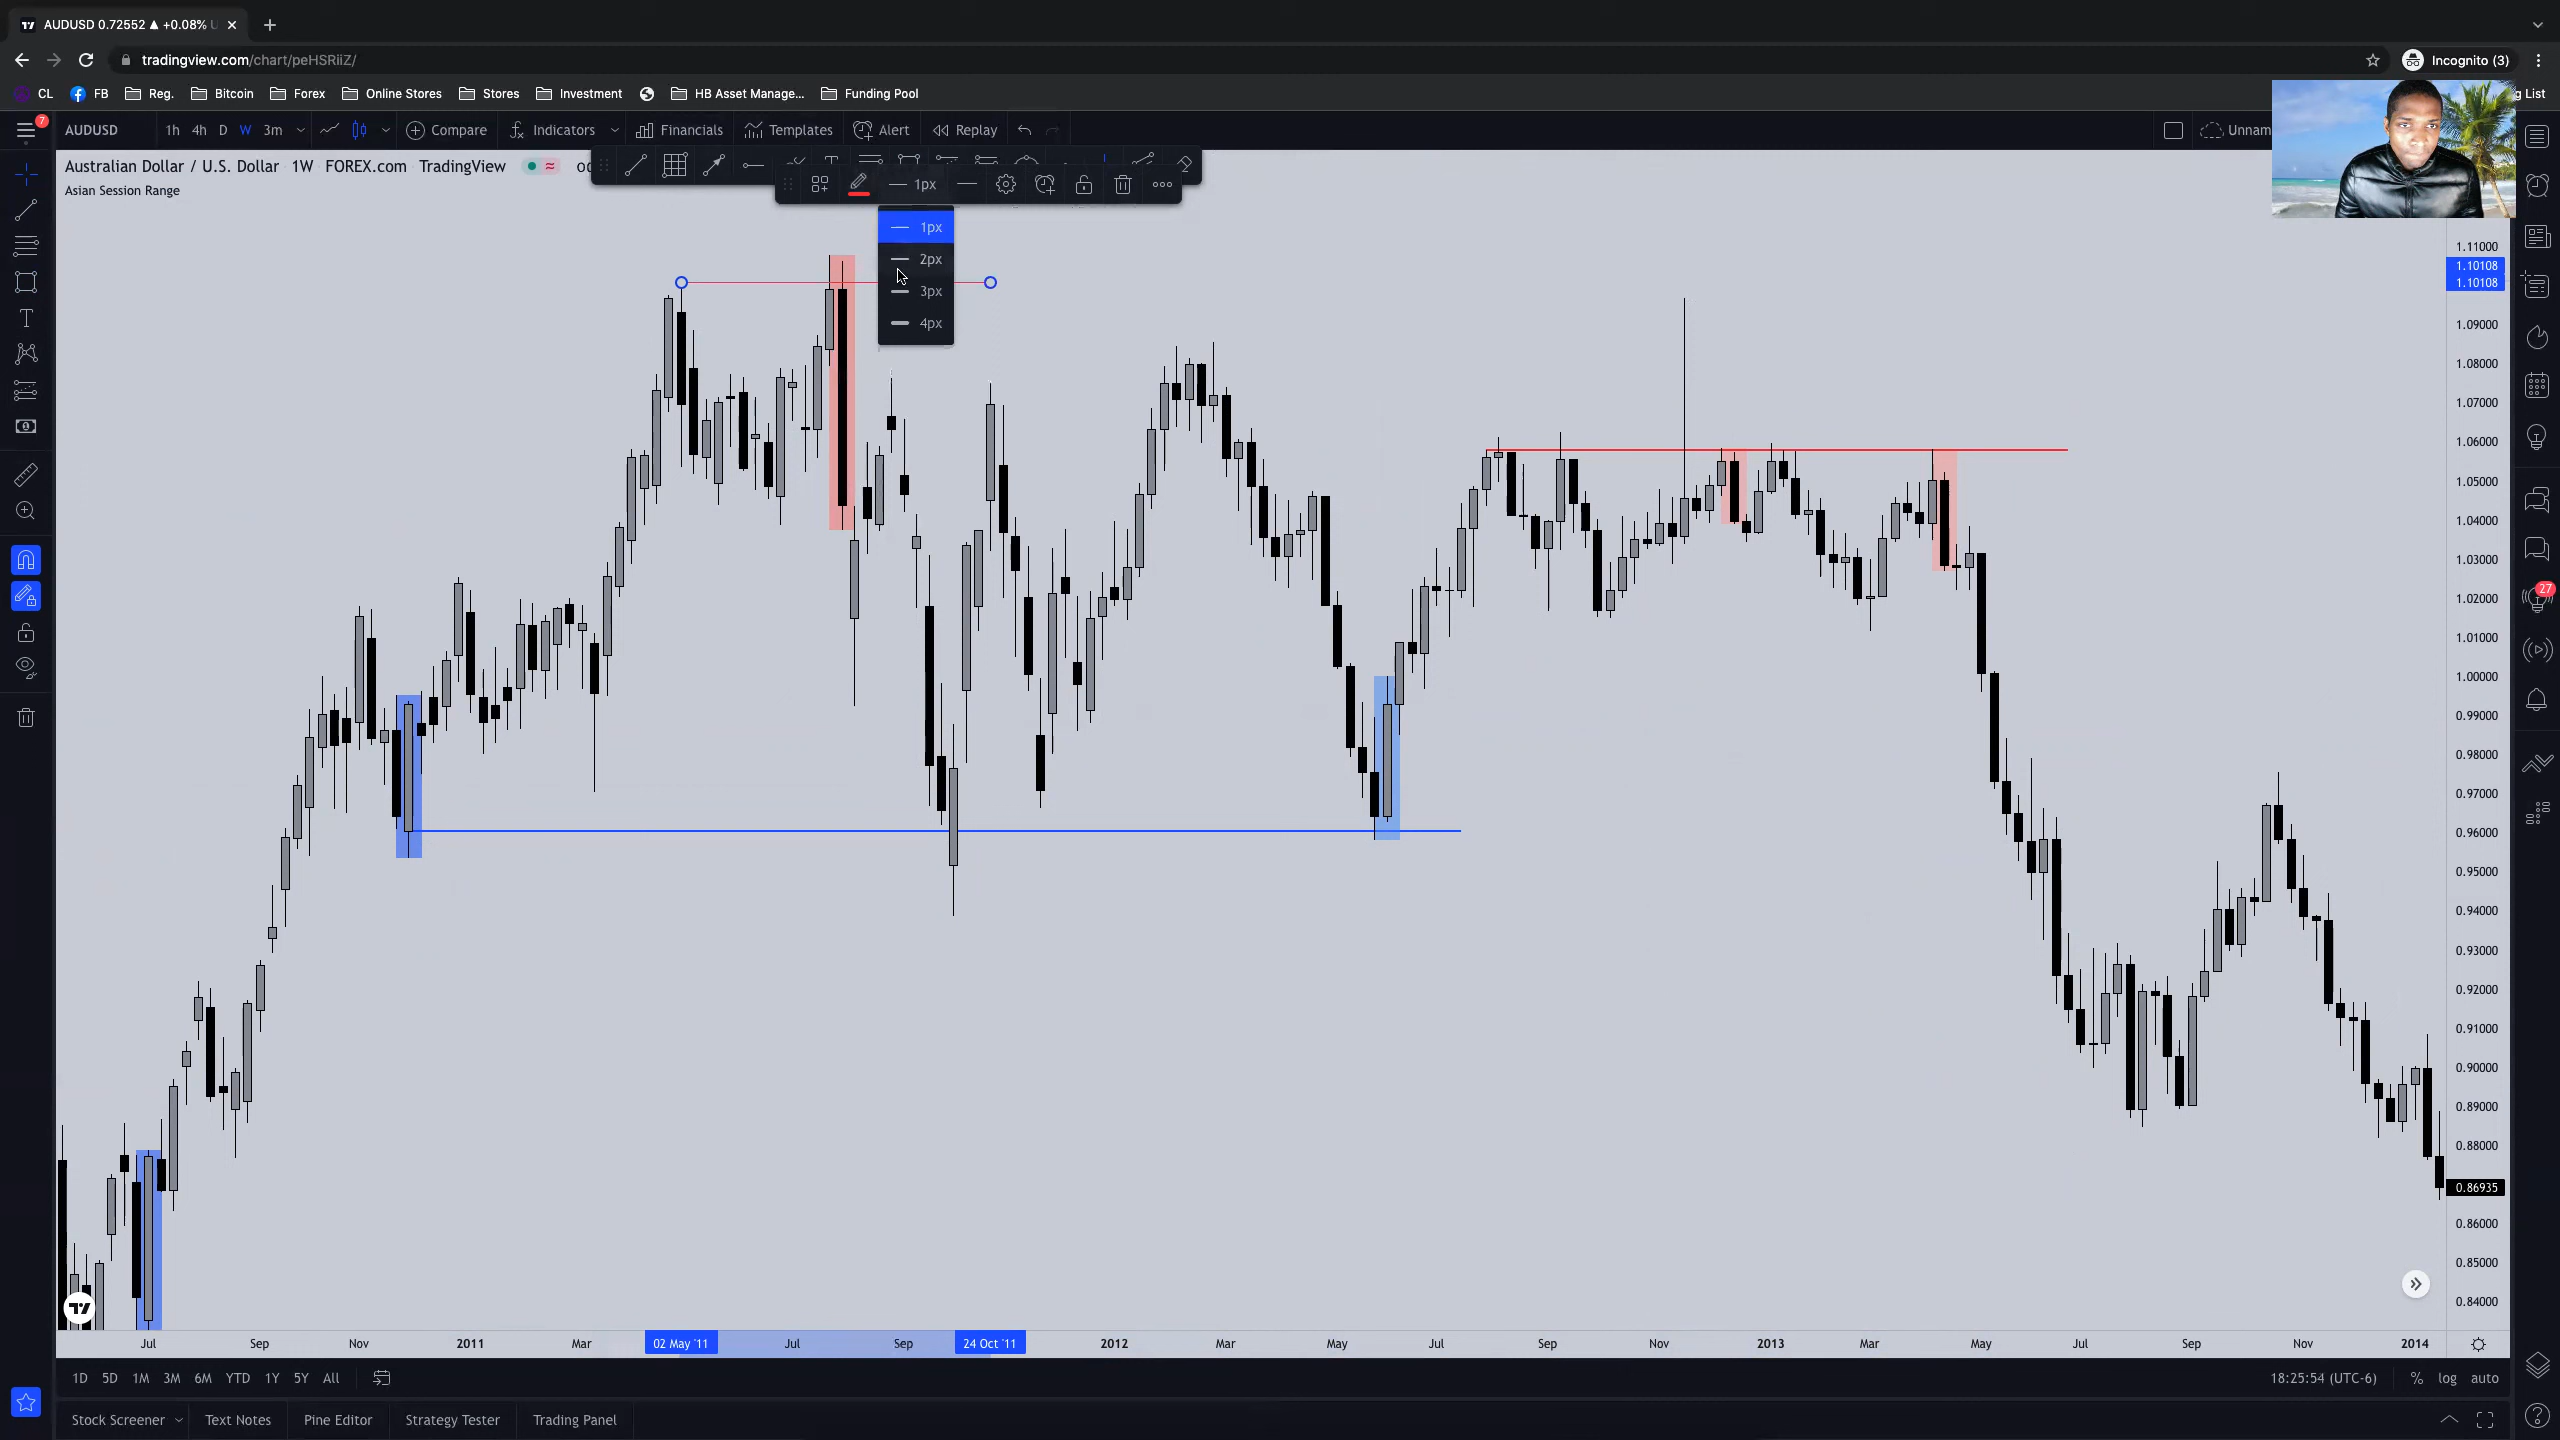 AUDUSD 0.72552 ▲ +0.08% U
tradingview.com/chart/peHSRiiZ/
Incognito (3)
CL FB Reg. Bitcoin Forex Online Stores Stores Investment HB Asset Manage... Funding Pool g List
7
AUDUSD 1h 4h D W 3m Compare Indicators Financials Templates Alert Replay Unnam
Australian Dollar / U.S. Dollar · 1W · FOREX.com · TradingView
Asian Session Range
1px
1px
2px
3px
4px
1.11000
1.10108
1.10108
1.09000
1.08000
1.07000
1.06000
1.05000
1.04000
1.03000
1.02000
1.01000
1.00000
0.99000
0.98000
0.97000
0.96000
0.95000
0.94000
0.93000
0.92000
0.91000
0.90000
0.89000
0.88000
0.86935
0.86000
0.85000
0.84000
27
Jul Sep Nov 2011 Mar 02 May '11 Jul Sep 24 Oct '11 2012 Mar May Jul Sep Nov 2013 Mar May Jul Sep Nov 2014
1D 5D 1M 3M 6M YTD 1Y 5Y All 18:25:54 (UTC-6) % log auto
Stock Screener Text Notes Pine Editor Strategy Tester Trading Panel